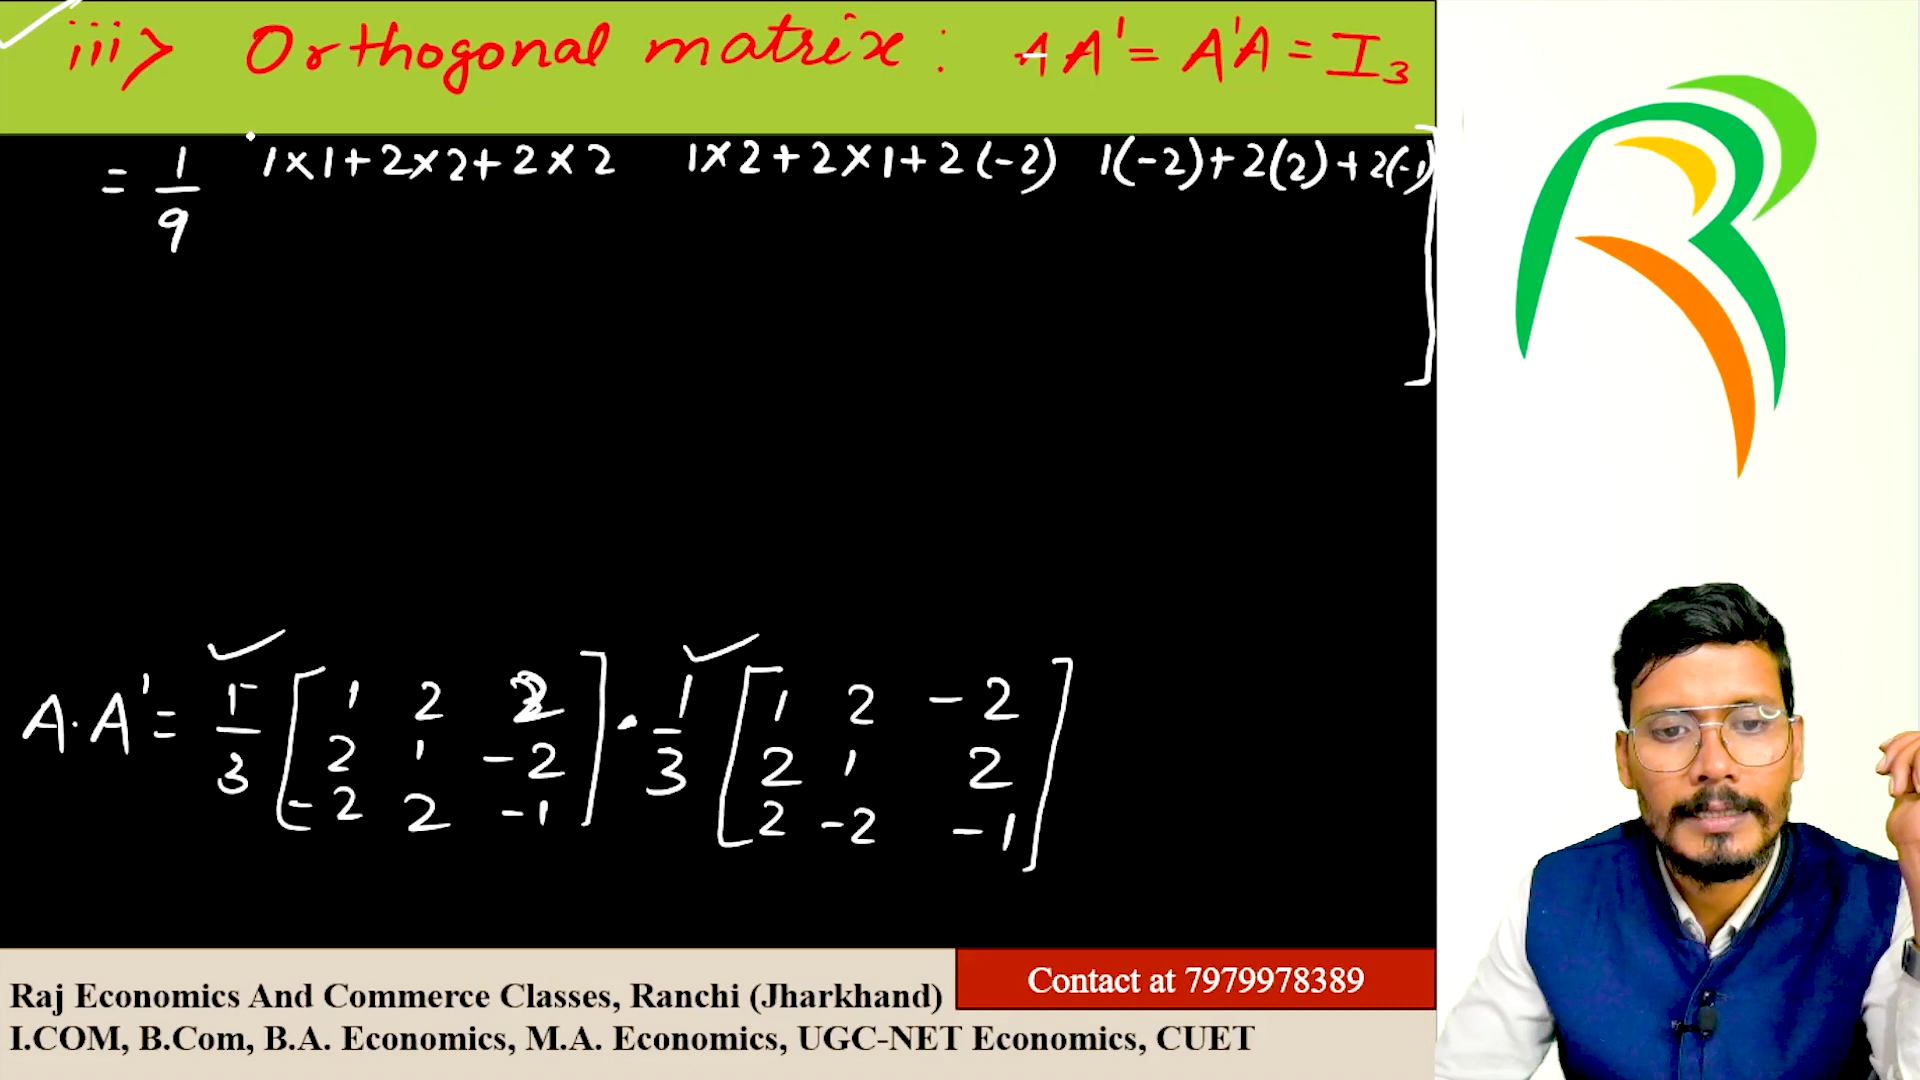 iii> Orthogonal matrix : AA' = A'A = I₃
= 1/9 [1×1+2×2+2×2 1×2+2×1+2(-2) 1(-2)+2(2)+2(-1)]
A·A' = 1/3 [1 2 2] · 1/3 [1 2 -2]
[2 1 -2] [2 1 2]
[-2 2 -1] [2 -2 -1]
Raj Economics And Commerce Classes, Ranchi (Jharkhand)
Contact at 7979978389
I.COM, B.Com, B.A. Economics, M.A. Economics, UGC-NET Economics, CUET